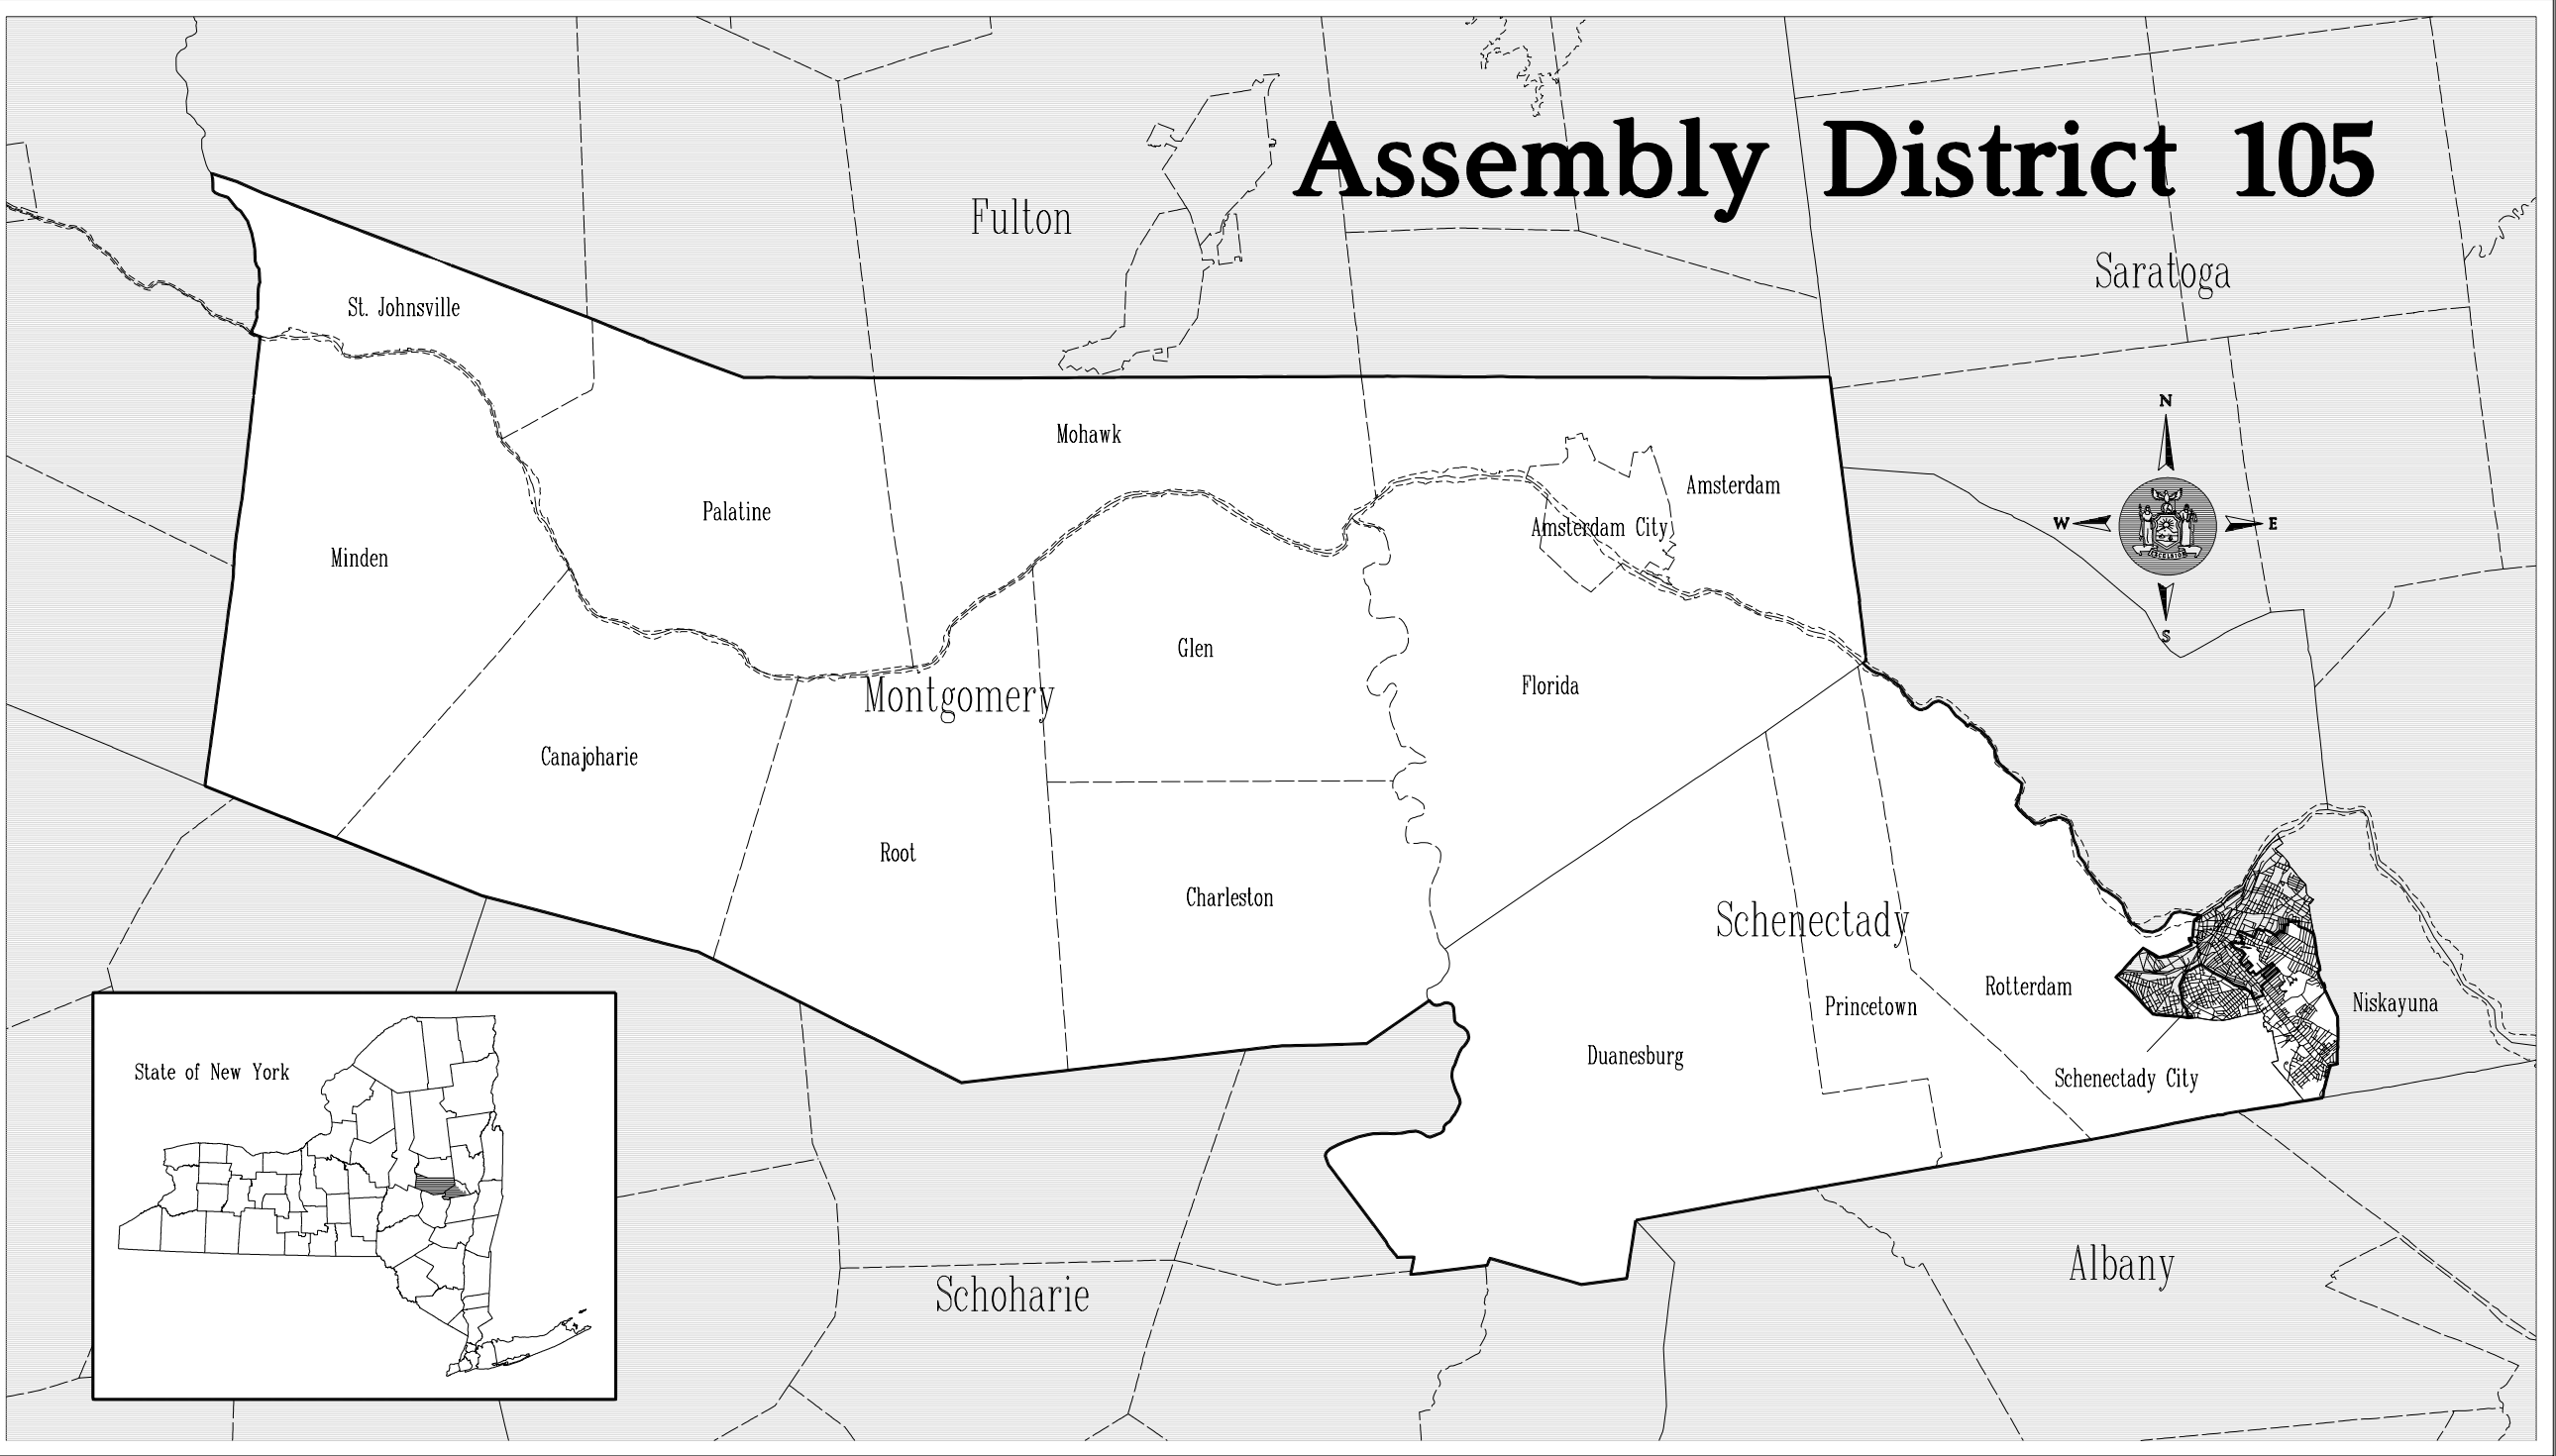 Assembly District 105
Fulton
Saratoga
St. Johnsville
N
Mohawk
Amsterdam
Palatine
Amsterdam City
W
E
Minden
S
Glen
Florida
Montgomery
Canajoharie
Root
Charleston
Schenectady
Rotterdam
Niskayuna
Princetown
Duanesburg
State of New York
Schenectady City
Albany
Schoharie